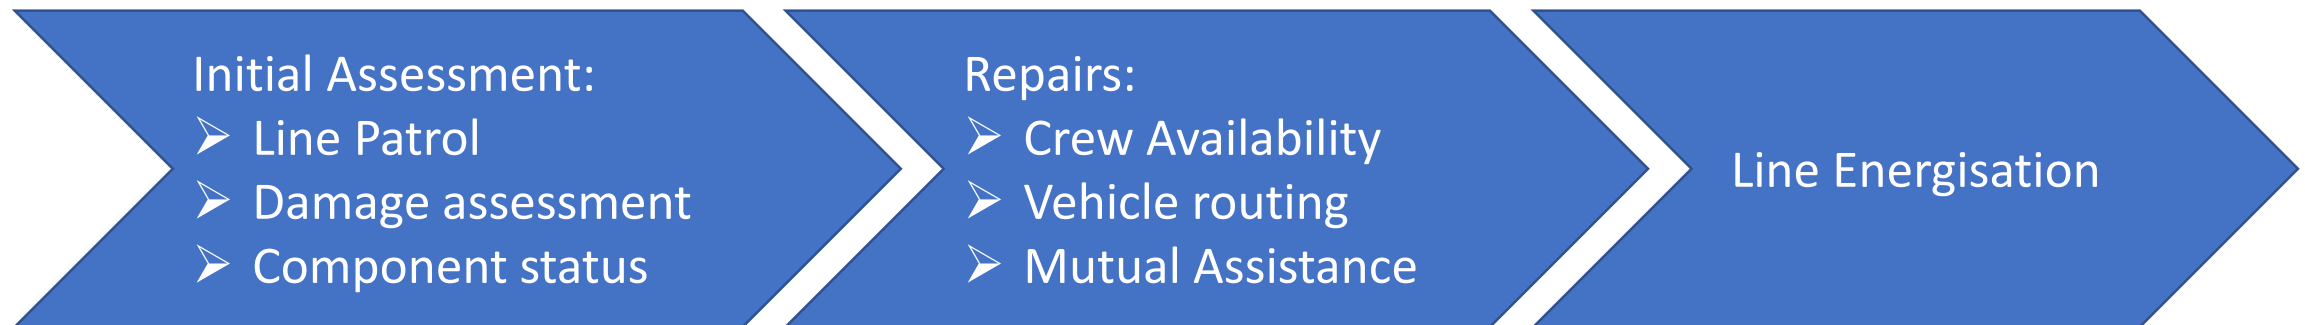 Initial Assessment:
➢ Line Patrol
➢ Damage assessment
➢ Component status
Repairs:
➢ Crew Availability
➢ Vehicle routing
➢ Mutual Assistance
Line Energisation